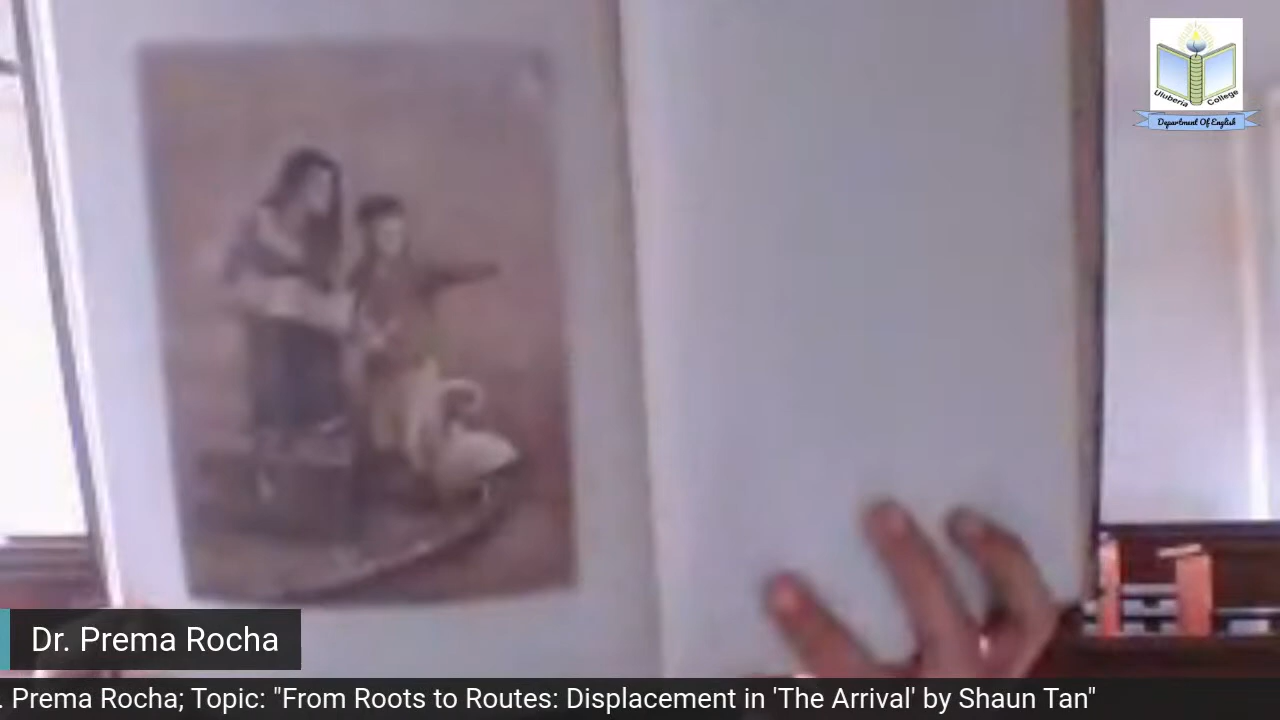 Uluberia College
Department Of English
Dr. Prema Rocha
. Prema Rocha; Topic: "From Roots to Routes: Displacement in 'The Arrival' by Shaun Tan"